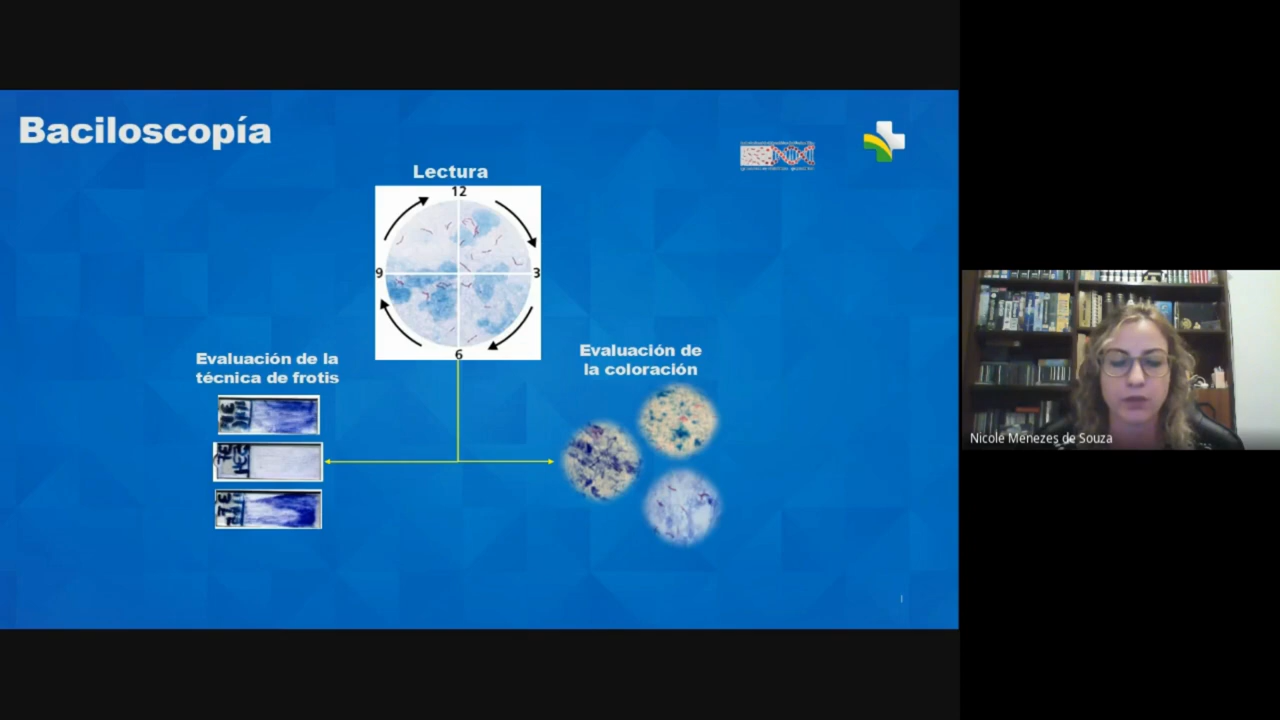 Baciloscopía
Lectura
12
9
3
6
Evaluación de la
técnica de frotis
Evaluación de
la coloración
Nicole Menezes de Souza